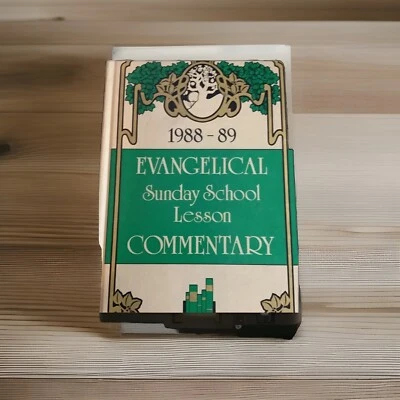 1988-89
EVANGELICAL
Sunday School
Lesson
COMMENTARY